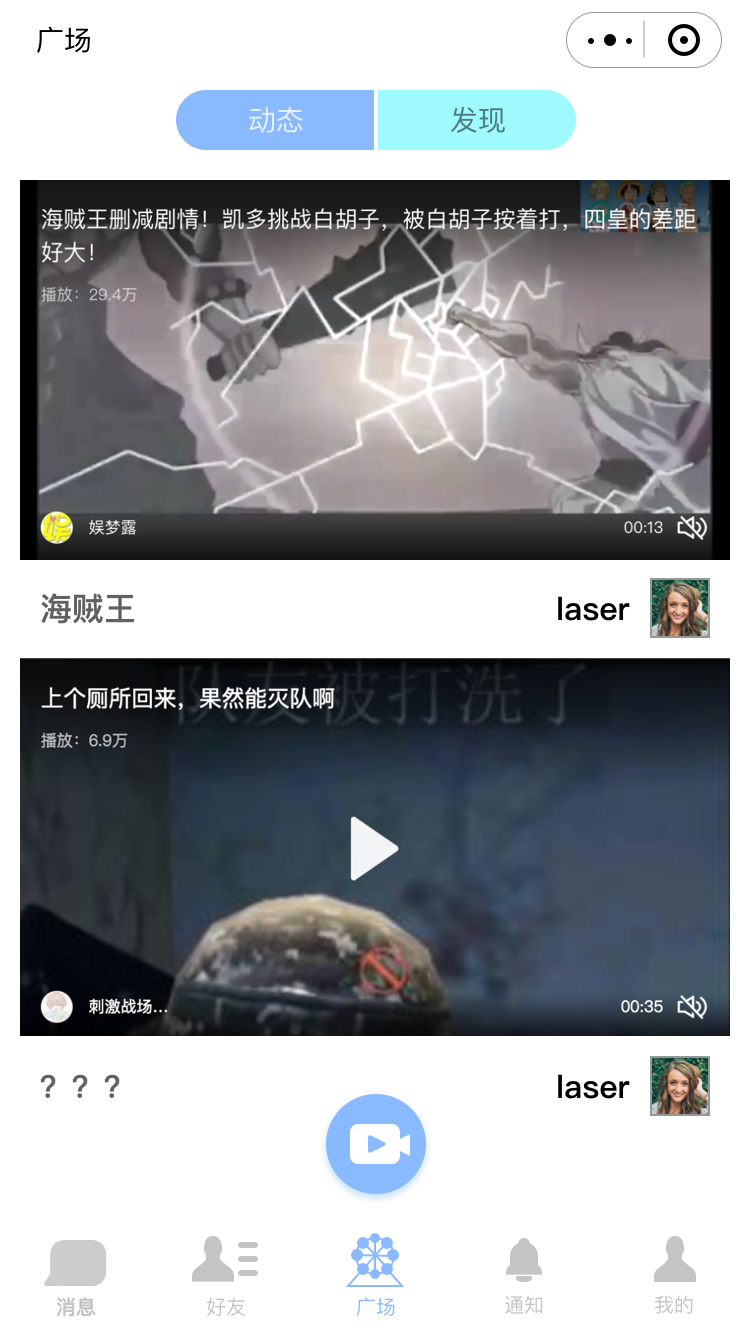 广场
动态
发现
海贼王删减剧情！凯多挑战白胡子，被白胡子按着打，四皇的差距
好大！
播放：29.4万
娱梦露
00:13
海贼王
laser
队友被打洗了
上个厕所回来，果然能灭队啊
播放：6.9万
刺激战场...
00:35
？？？
laser
消息
好友
广场
通知
我的